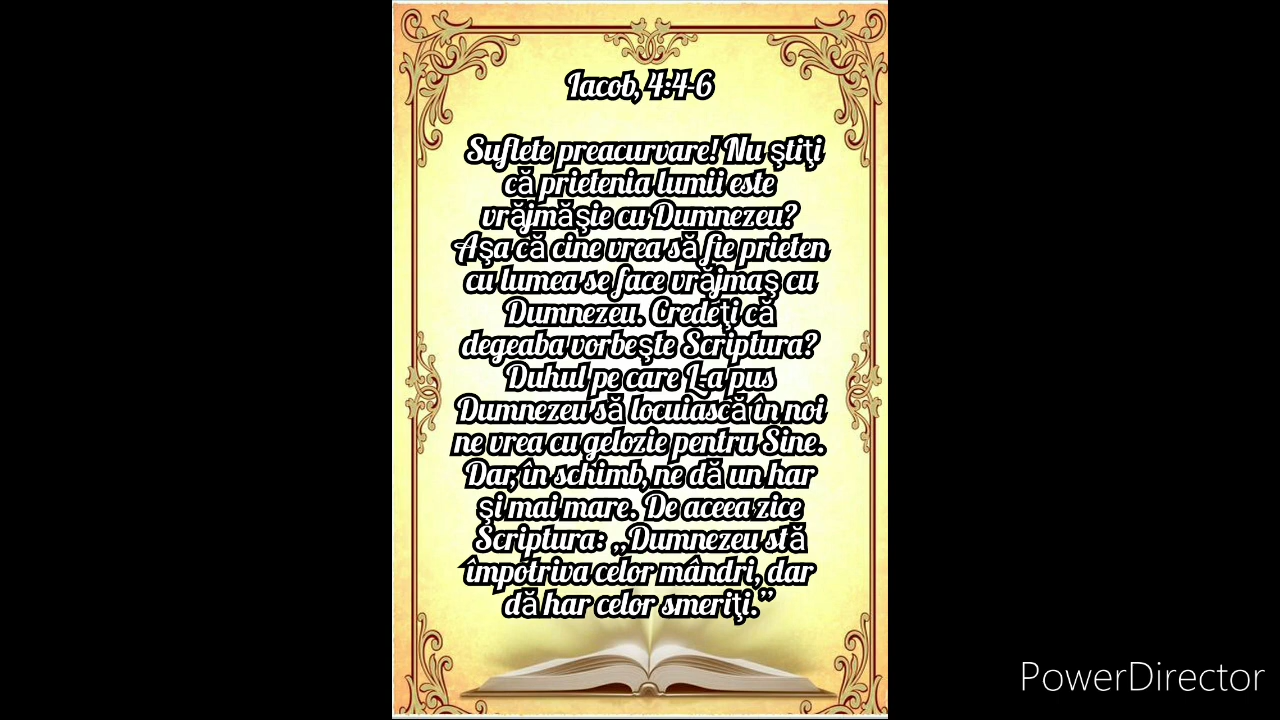 Iacob, 4:4-6
Suflete preacurvare! Nu ştiţi
că prietenia lumii este
vrăjmăşie cu Dumnezeu?
Aşa că cine vrea să fie prieten
cu lumea se face vrăjmaş cu
Dumnezeu. Credeţi că
degeaba vorbeşte Scriptura?
Duhul pe care L-a pus
Dumnezeu să locuiască în noi
ne vrea cu gelozie pentru Sine.
Dar, în schimb, ne dă un har
şi mai mare. De aceea zice
Scriptura: „Dumnezeu stă
împotriva celor mândri, dar
dă har celor smeriţi.”
PowerDirector